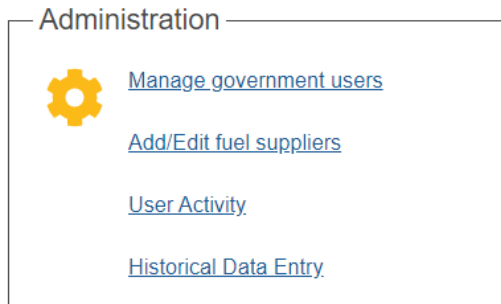 Administration
Manage government users
Add/Edit fuel suppliers
User Activity
Historical Data Entry